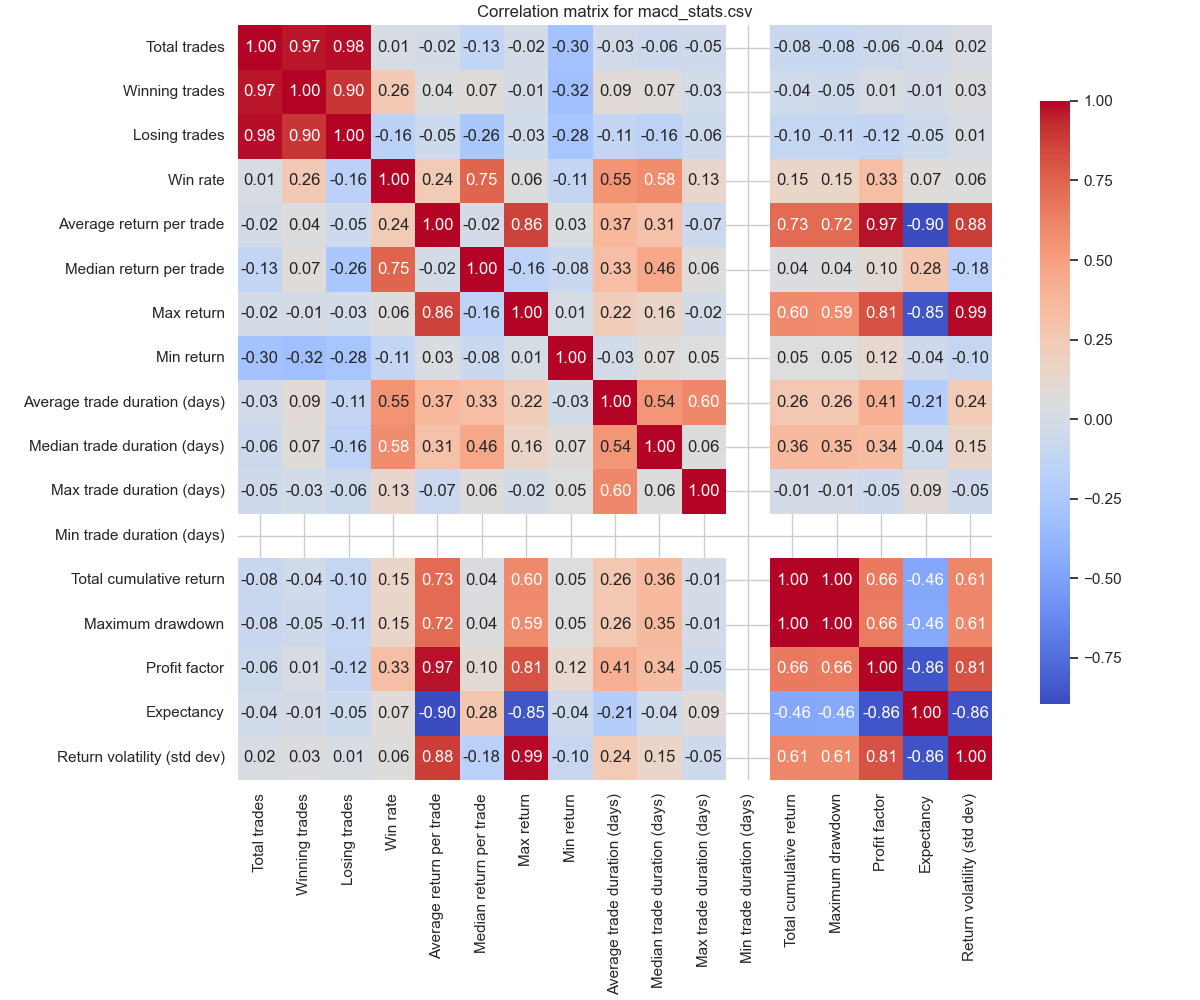 Correlation matrix for macd_stats.csv
Total trades 1.00 0.97 0.98 0.01 -0.02 -0.13 -0.02 -0.30 -0.03 -0.06 -0.05 -0.08 -0.08 -0.06 -0.04 0.02
Winning trades 0.97 1.00 0.90 0.26 0.04 0.07 -0.01 -0.32 0.09 0.07 -0.03 -0.04 -0.05 0.01 -0.01 0.03
Losing trades 0.98 0.90 1.00 -0.16 -0.05 -0.26 -0.03 -0.28 -0.11 -0.16 -0.06 -0.10 -0.11 -0.12 -0.05 0.01
Win rate 0.01 0.26 -0.16 1.00 0.24 0.75 0.06 -0.11 0.55 0.58 0.13 0.15 0.15 0.33 0.07 0.06
Average return per trade -0.02 0.04 -0.05 0.24 1.00 -0.02 0.86 0.03 0.37 0.31 -0.07 0.73 0.72 0.97 -0.90 0.88
Median return per trade -0.13 0.07 -0.26 0.75 -0.02 1.00 -0.16 -0.08 0.33 0.46 0.06 0.04 0.04 0.10 0.28 -0.18
Max return -0.02 -0.01 -0.03 0.06 0.86 -0.16 1.00 0.01 0.22 0.16 -0.02 0.60 0.59 0.81 -0.85 0.99
Min return -0.30 -0.32 -0.28 -0.11 0.03 -0.08 0.01 1.00 -0.03 0.07 0.05 0.05 0.05 0.12 -0.04 -0.10
Average trade duration (days) -0.03 0.09 -0.11 0.55 0.37 0.33 0.22 -0.03 1.00 0.54 0.60 0.26 0.26 0.41 -0.21 0.24
Median trade duration (days) -0.06 0.07 -0.16 0.58 0.31 0.46 0.16 0.07 0.54 1.00 0.06 0.36 0.35 0.34 -0.04 0.15
Max trade duration (days) -0.05 -0.03 -0.06 0.13 -0.07 0.06 -0.02 0.05 0.60 0.06 1.00 -0.01 -0.01 -0.05 0.09 -0.05
Min trade duration (days)
Total cumulative return -0.08 -0.04 -0.10 0.15 0.73 0.04 0.60 0.05 0.26 0.36 -0.01 1.00 1.00 0.66 -0.46 0.61
Maximum drawdown -0.08 -0.05 -0.11 0.15 0.72 0.04 0.59 0.05 0.26 0.35 -0.01 1.00 1.00 0.66 -0.46 0.61
Profit factor -0.06 0.01 -0.12 0.33 0.97 0.10 0.81 0.12 0.41 0.34 -0.05 0.66 0.66 1.00 -0.86 0.81
Expectancy -0.04 -0.01 -0.05 0.07 -0.90 0.28 -0.85 -0.04 -0.21 -0.04 0.09 -0.46 -0.46 -0.86 1.00 -0.86
Return volatility (std dev) 0.02 0.03 0.01 0.06 0.88 -0.18 0.99 -0.10 0.24 0.15 -0.05 0.61 0.61 0.81 -0.86 1.00
Total trades
Winning trades
Losing trades
Win rate
Average return per trade
Median return per trade
Max return
Min return
Average trade duration (days)
Median trade duration (days)
Max trade duration (days)
Min trade duration (days)
Total cumulative return
Maximum drawdown
Profit factor
Expectancy
Return volatility (std dev)
1.00
0.75
0.50
0.25
0.00
-0.25
-0.50
-0.75